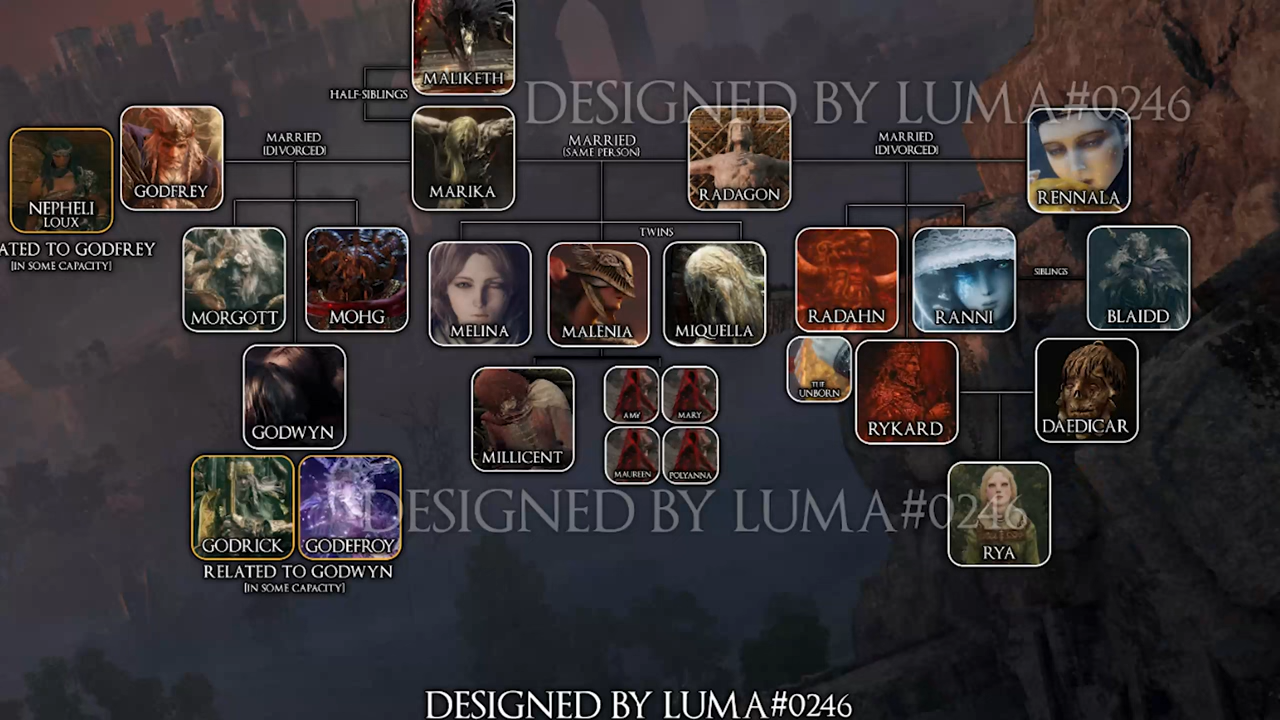 MALIKETH
HALF-SIBLINGS
DESIGNED BY LUMA#0246
MARRIED
(DIVORCED)
MARRIED
(SAME PERSON)
MARRIED
(DIVORCED)
GODFREY
MARIKA
RADAGON
RENNALA
NEPHELI
LOUX
ATED TO GODFREY
[IN SOME CAPACITY]
TWINS
SIBLINGS
MORGOTT
MOHG
MELINA
MALENIA
MIQUELLA
RADAHN
RANNI
BLAIDD
THE
UNBORN
GODWYN
MILLICENT
AMY
MARY
RYKARD
DAEDICAR
MAUREEN
POLYANNA
DESIGNED BY LUMA#0246
GODRICK
GODEFROY
RYA
RELATED TO GODWYN
[IN SOME CAPACITY]
DESIGNED BY LUMA#0246